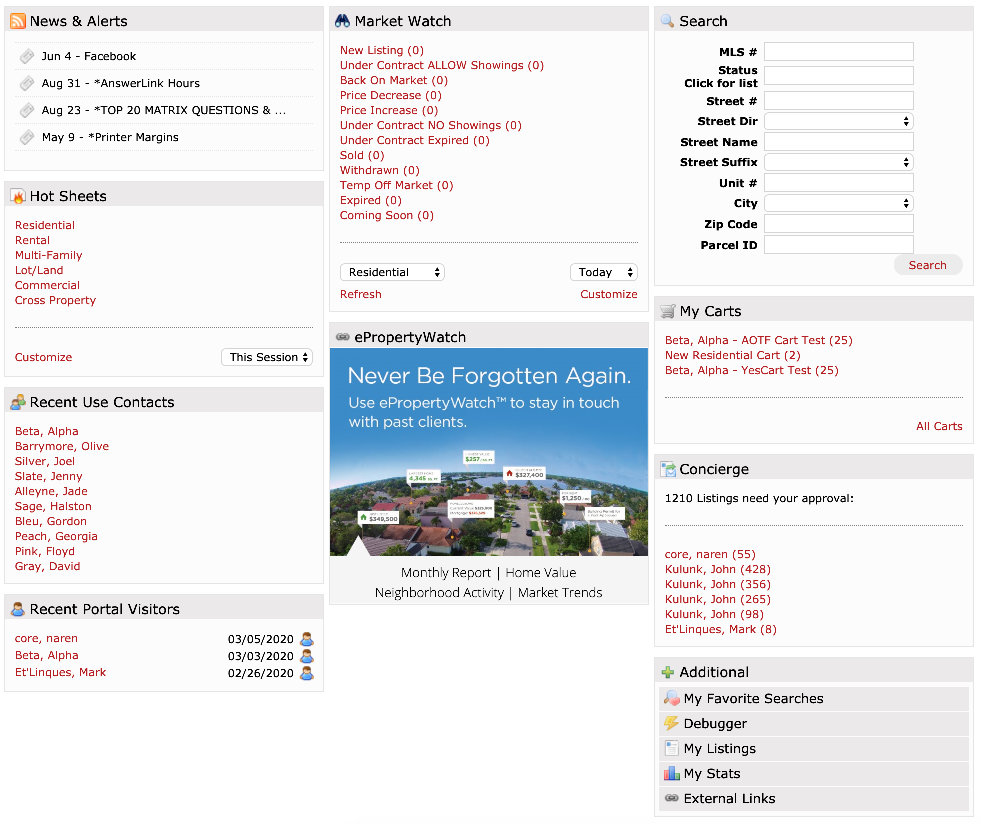 News & Alerts
Jun 4 - Facebook
Aug 31 - *AnswerLink Hours
Aug 23 - *TOP 20 MATRIX QUESTIONS & ...
May 9 - *Printer Margins
Hot Sheets
Residential
Rental
Multi-Family
Lot/Land
Commercial
Cross Property
Customize This Session
Recent Use Contacts
Beta, Alpha
Barrymore, Olive
Silver, Joel
Slate, Jenny
Alleyne, Jade
Sage, Halston
Bleu, Gordon
Peach, Georgia
Pink, Floyd
Gray, David
Recent Portal Visitors
core, naren 03/05/2020
Beta, Alpha 03/03/2020
Et'Linques, Mark 02/26/2020
Market Watch
New Listing (0)
Under Contract ALLOW Showings (0)
Back On Market (0)
Price Decrease (0)
Price Increase (0)
Under Contract NO Showings (0)
Under Contract Expired (0)
Sold (0)
Withdrawn (0)
Temp Off Market (0)
Expired (0)
Coming Soon (0)
Residential Today
Refresh Customize
ePropertyWatch
Never Be Forgotten Again.
Use ePropertyWatch™ to stay in touch
with past clients.
$257
4,345
$327,400
$1,250
$349,500
Monthly Report | Home Value
Neighborhood Activity | Market Trends
Search
MLS #
Status
Click for list
Street #
Street Dir
Street Name
Street Suffix
Unit #
City
Zip Code
Parcel ID
Search
My Carts
Beta, Alpha - AOTF Cart Test (25)
New Residential Cart (2)
Beta, Alpha - YesCart Test (25)
All Carts
Concierge
1210 Listings need your approval:
core, naren (55)
Kulunk, John (428)
Kulunk, John (356)
Kulunk, John (265)
Kulunk, John (98)
Et'Linques, Mark (8)
Additional
My Favorite Searches
Debugger
My Listings
My Stats
External Links